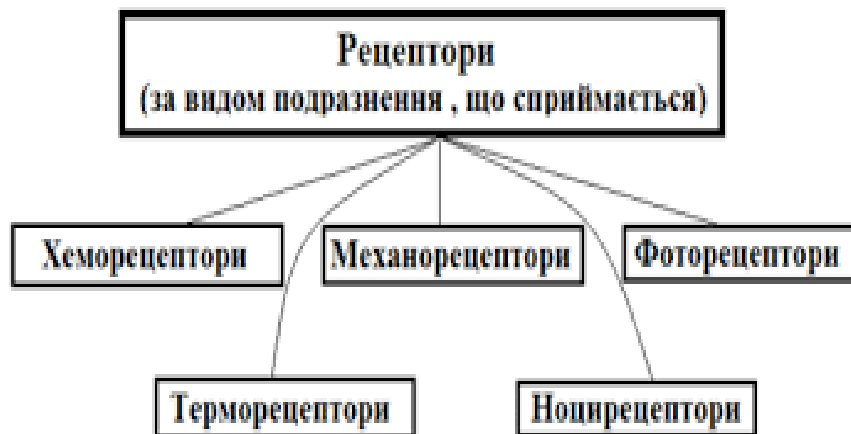 Рецептори
(за видом подразнення , що сприймається)
Хеморецептори
Механорецептори
Фоторецептори
Терморецептори
Ноцирецептори